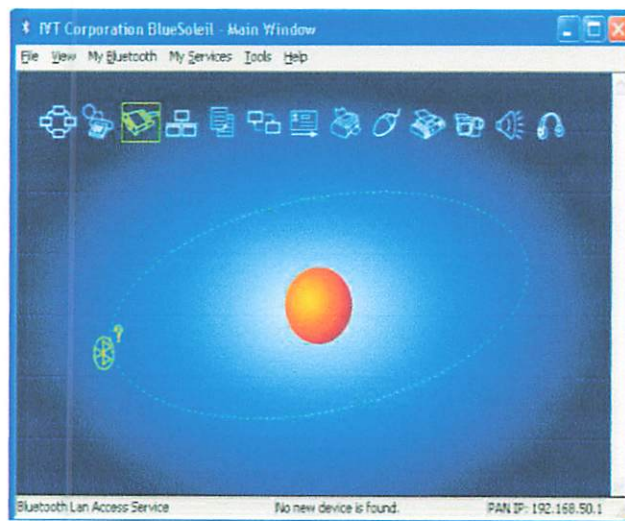 IVT Corporation BlueSoleil - Main Window
File View My Bluetooth My Services Tools Help
?
Bluetooth Lan Access Service No new device is found. PAN IP: 192.168.50.1